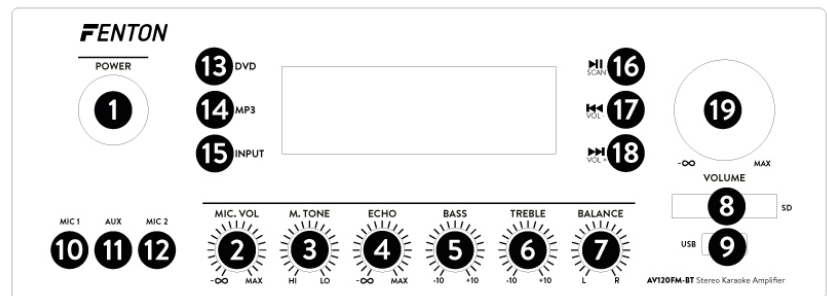 FENTON
POWER
1
13 DVD
14 MP3
15 INPUT
SCAN 16
VOL - 17
VOL + 18
19
-∞ MAX
VOLUME
8 SD
USB 9
MIC 1 AUX MIC 2
10 11 12
MIC. VOL M. TONE ECHO BASS TREBLE BALANCE
2 3 4 5 6 7
-∞ MAX HI LO -∞ MAX -10 +10 -10 +10 L R
AV120FM-BT Stereo Karaoke Amplifier